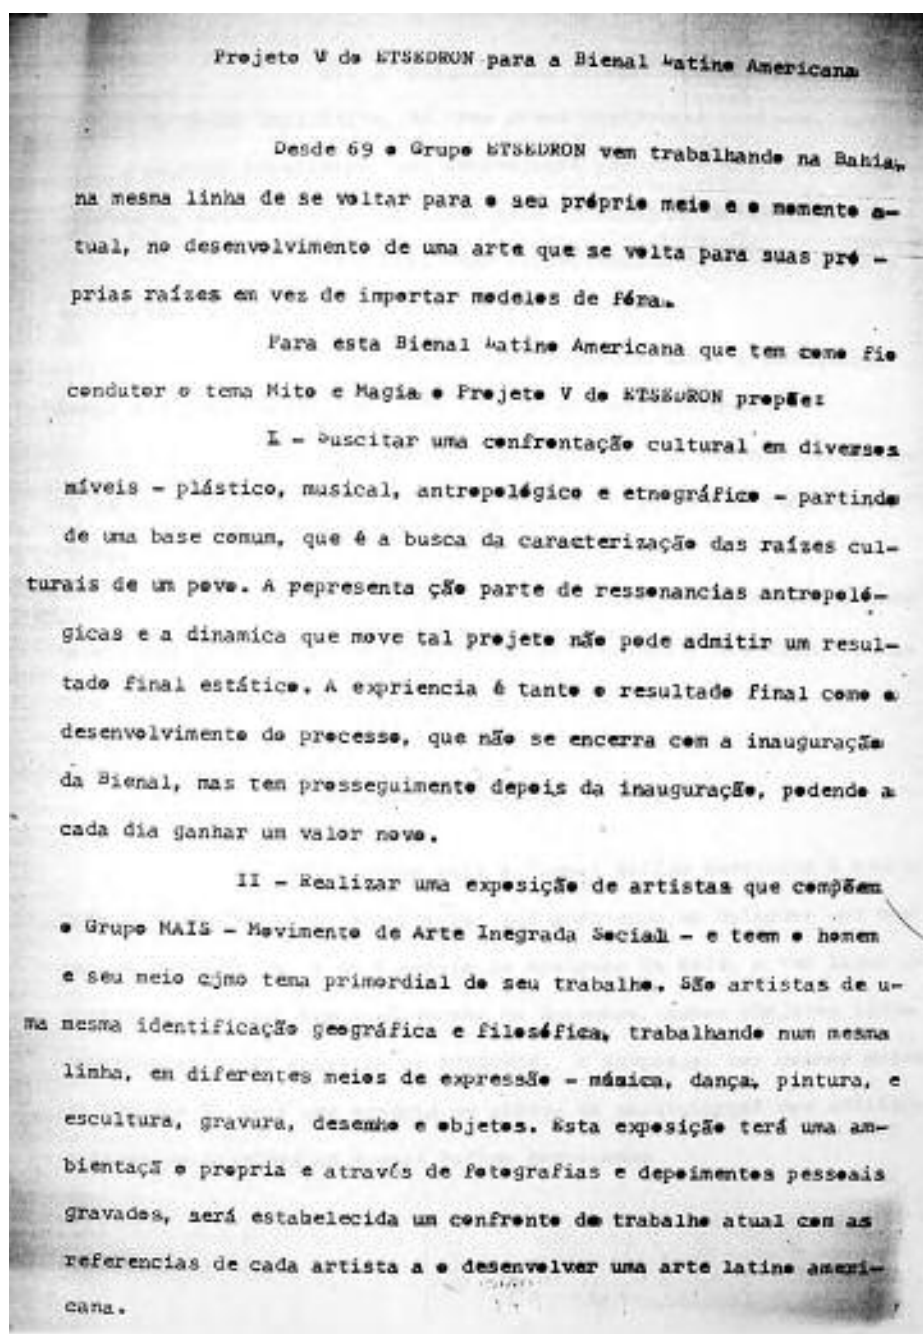 Projeto V do ETSEDRON para a Bienal Latino Americana
Desde 69 o Grupo ETSEDRON vem trabalhando na Bahia,
na mesma linha de se voltar para o seu próprio meio e o momento a-
tual, no desenvolvimento de uma arte que se volta para suas pró -
prias raízes em vez de importar modelos de fóra.
Para esta Bienal Latino Americana que tem como fio
condutor o tema Mito e Magia o Projeto V do ETSEDRON propõe:
I - Suscitar uma confrontação cultural em diversos
níveis - plástico, musical, antropológico e etnográfico - partindo
de uma base comum, que é a busca da caracterização das raízes cul-
turais de um povo. A pepresenta ção parte de ressonancias antropoló-
gicas e a dinamica que move tal projeto não pode admitir um resul-
tado final estático. A expriencia é tanto o resultado final como o
desenvolvimento do processo, que não se encerra com a inauguração
da Bienal, mas tem prosseguimento depois da inauguração, podendo a
cada dia ganhar um valor novo.
II - Realizar uma exposição de artistas que compõem
o Grupo MAIS - Movimento de Arte Inegrada Social - e teem o homem
e seu meio cjmo tema primordial de seu trabalho. São artistas de u-
ma mesma identificação geográfica e filosófica, trabalhando num mesma
linha, em diferentes meios de expressão - música, dança, pintura, e
escultura, gravura, desenho e objetos. Esta exposição terá uma am-
bientaçã o propria e através de fotografias e depoimentos pessoais
gravados, será estabelecida um confronto do trabalho atual com as
referencias de cada artista a o desenvolver uma arte latino ameri-
cana.